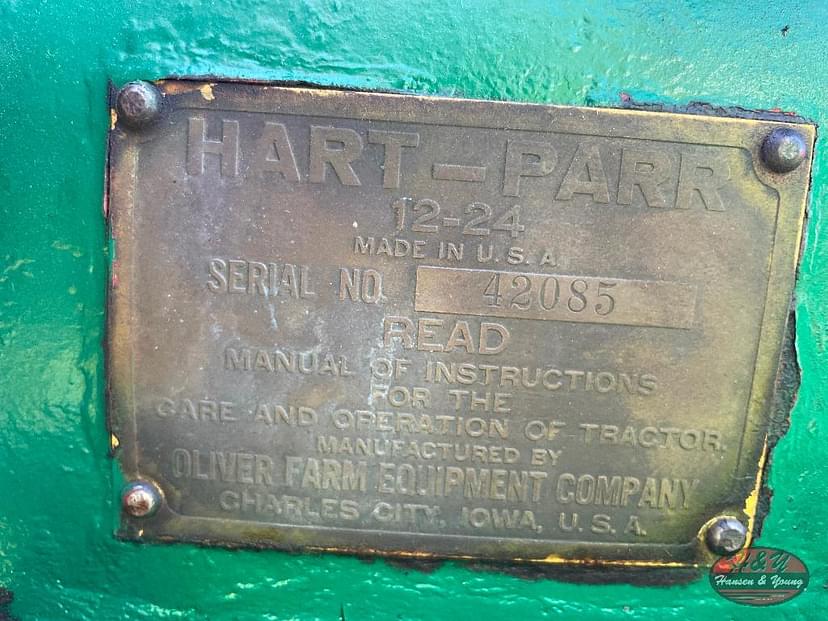 HART-PARR
12-24
MADE IN U.S.A.
SERIAL NO. 42085
READ
MANUAL OF INSTRUCTIONS
FOR THE
CARE AND OPERATION OF TRACTOR.
MANUFACTURED BY
OLIVER FARM EQUIPMENT COMPANY
CHARLES CITY, IOWA, U.S.A.
H&Y
Hansen & Young